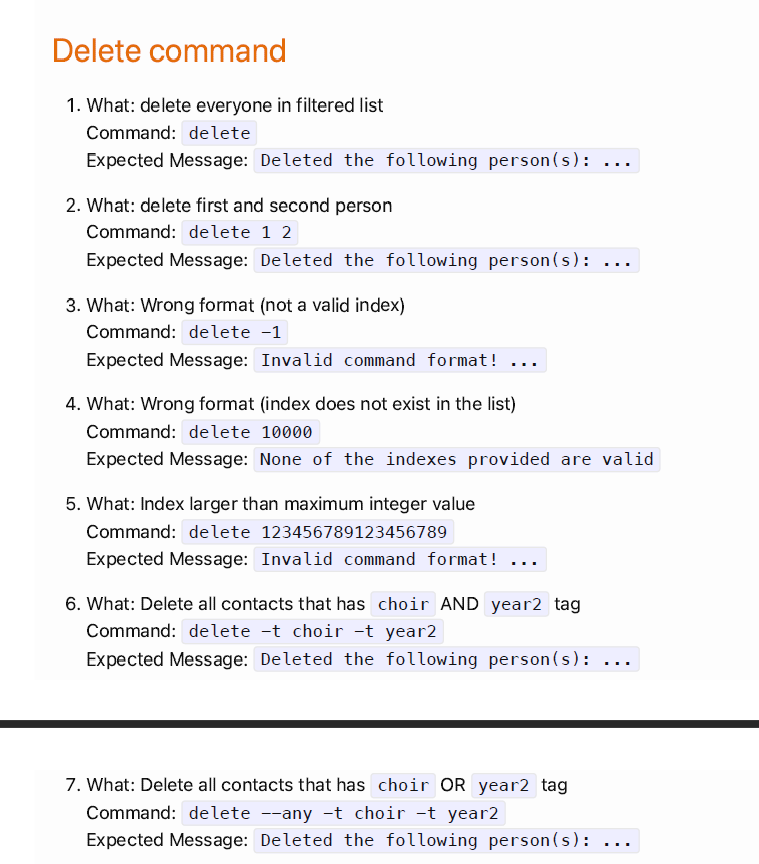 Delete command
1. What: delete everyone in filtered list
Command: delete
Expected Message: Deleted the following person(s): ...
2. What: delete first and second person
Command: delete 1 2
Expected Message: Deleted the following person(s): ...
3. What: Wrong format (not a valid index)
Command: delete -1
Expected Message: Invalid command format! ...
4. What: Wrong format (index does not exist in the list)
Command: delete 10000
Expected Message: None of the indexes provided are valid
5. What: Index larger than maximum integer value
Command: delete 123456789123456789
Expected Message: Invalid command format! ...
6. What: Delete all contacts that has choir AND year2 tag
Command: delete -t choir -t year2
Expected Message: Deleted the following person(s): ...
7. What: Delete all contacts that has choir OR year2 tag
Command: delete --any -t choir -t year2
Expected Message: Deleted the following person(s): ...